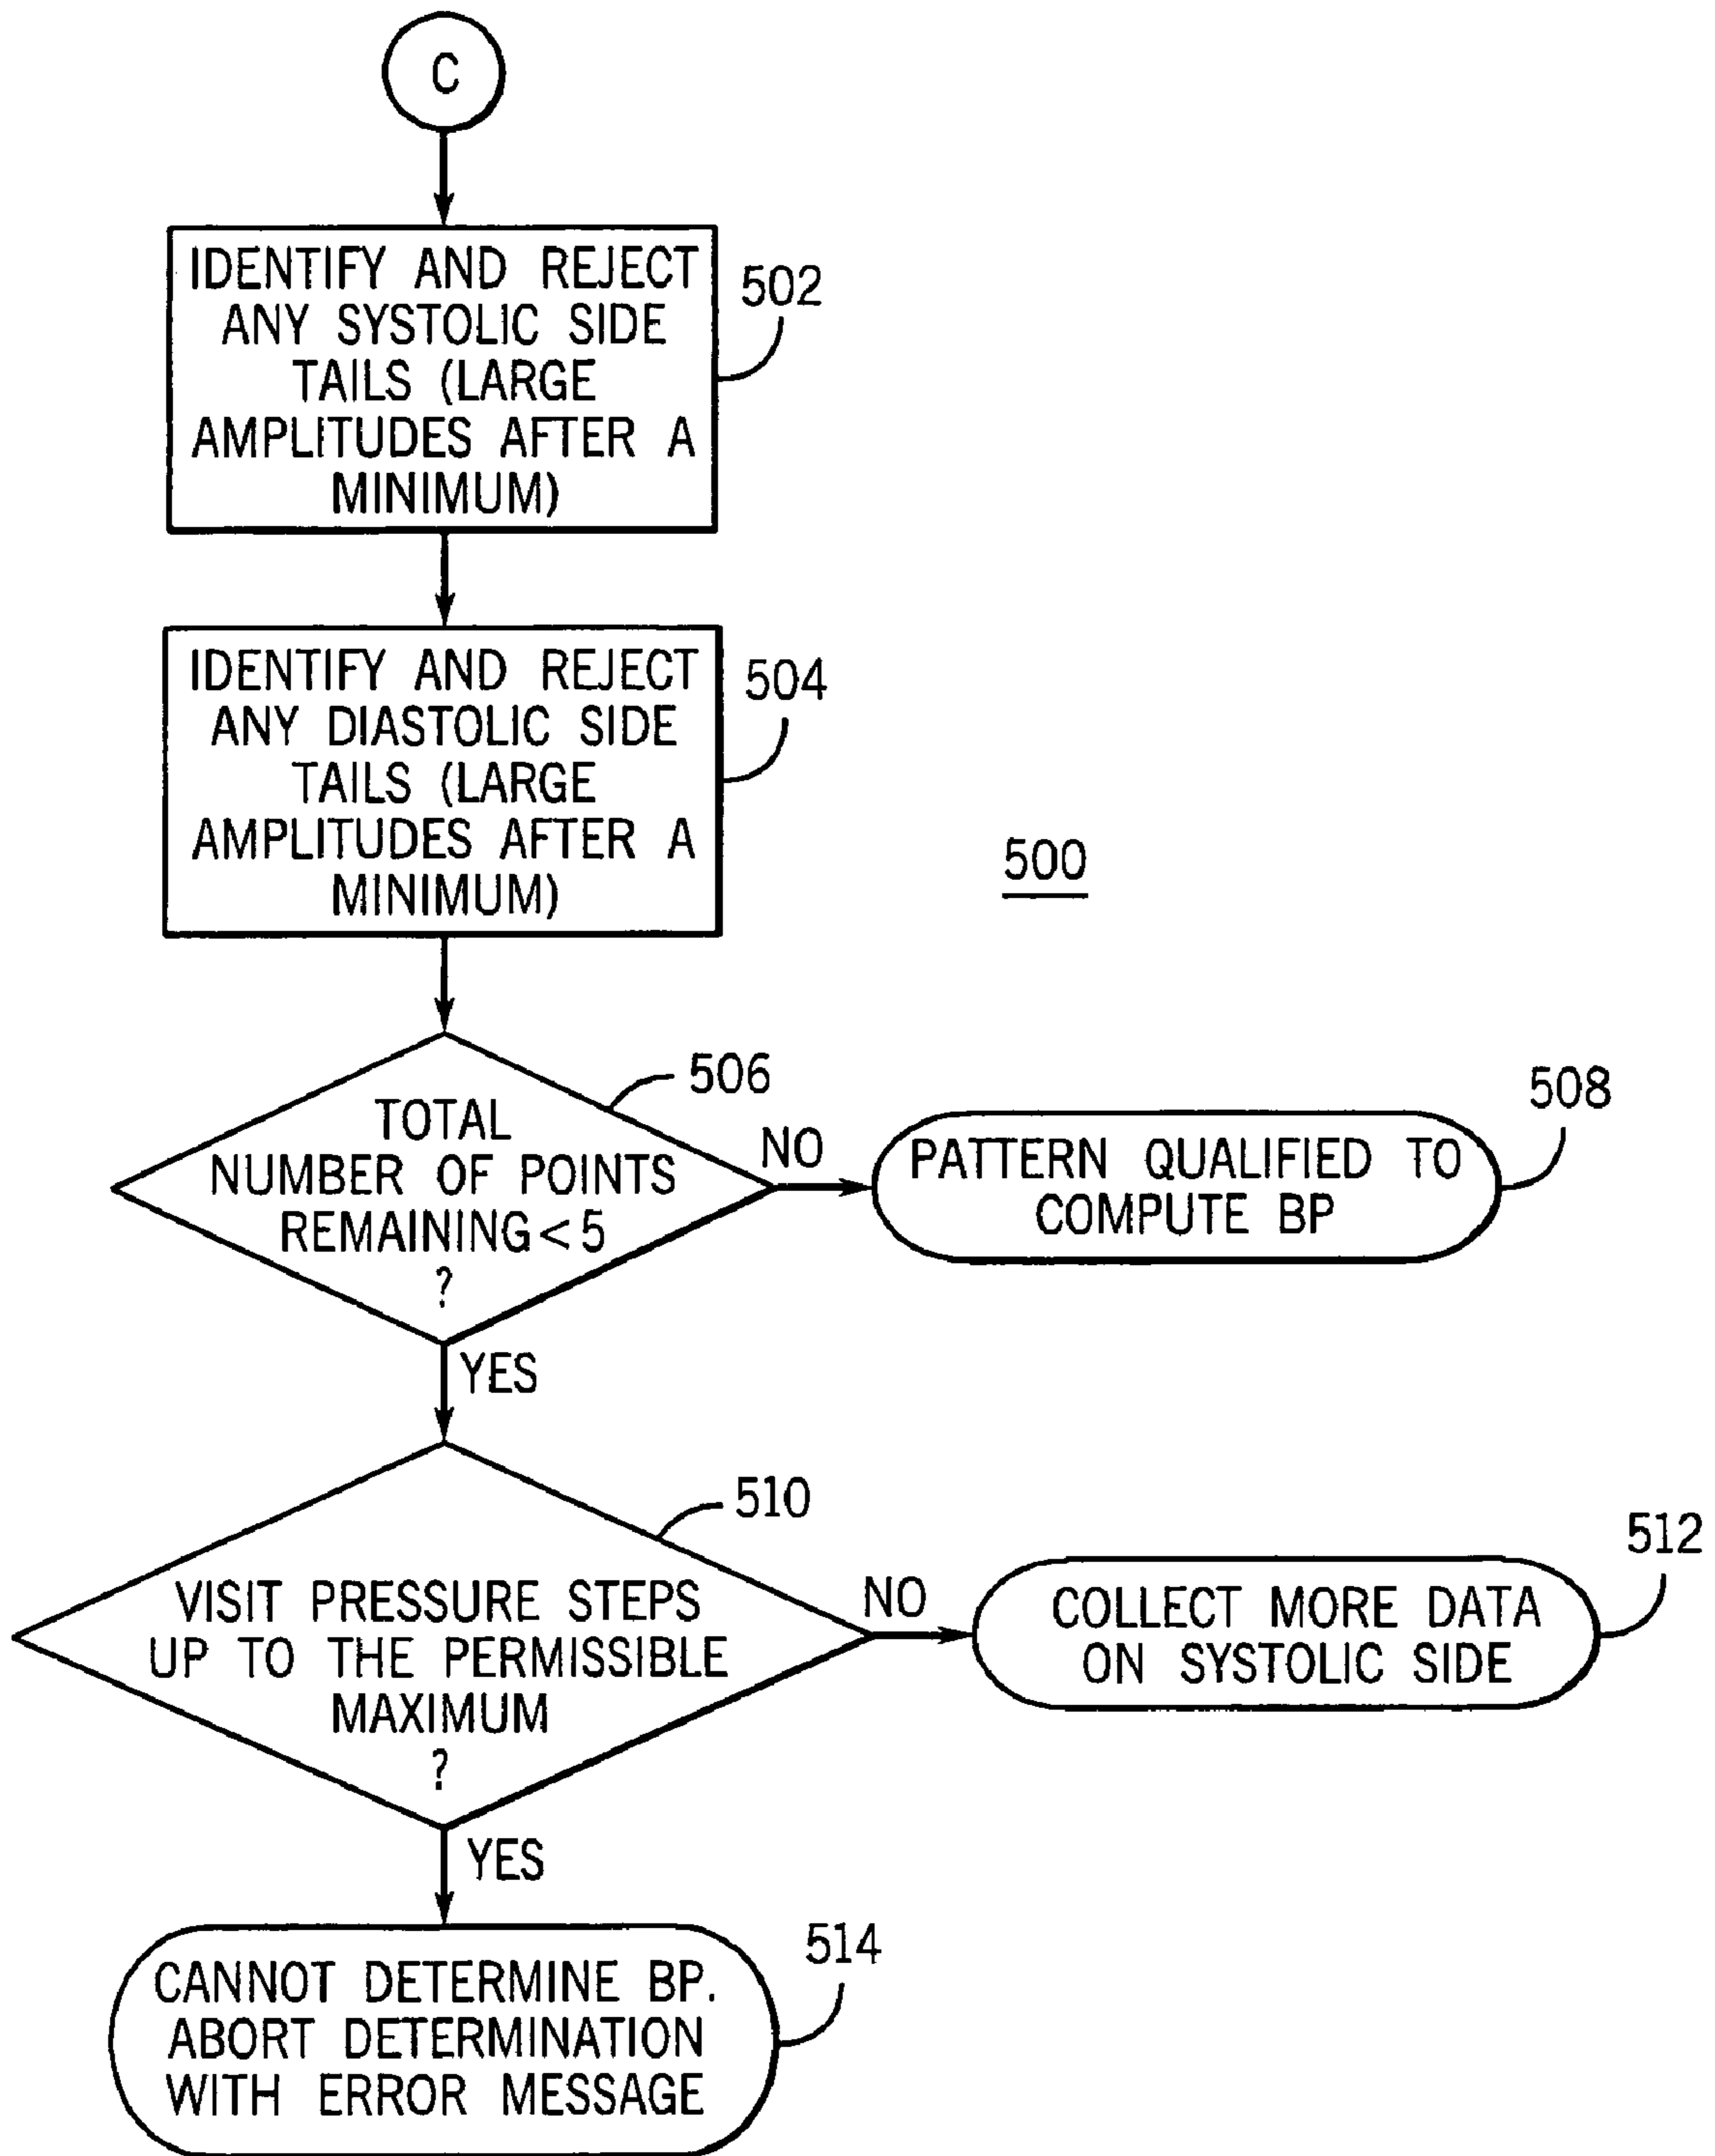 C
IDENTIFY AND REJECT
ANY SYSTOLIC SIDE
TAILS (LARGE
AMPLITUDES AFTER A
MINIMUM)
502
IDENTIFY AND REJECT
ANY DIASTOLIC SIDE
TAILS (LARGE
AMPLITUDES AFTER A
MINIMUM)
504
500
TOTAL
NUMBER OF POINTS
REMAINING < 5
?
506
NO
PATTERN QUALIFIED TO
COMPUTE BP
508
YES
VISIT PRESSURE STEPS
UP TO THE PERMISSIBLE
MAXIMUM
?
510
NO
COLLECT MORE DATA
ON SYSTOLIC SIDE
512
YES
CANNOT DETERMINE BP.
ABORT DETERMINATION
WITH ERROR MESSAGE
514